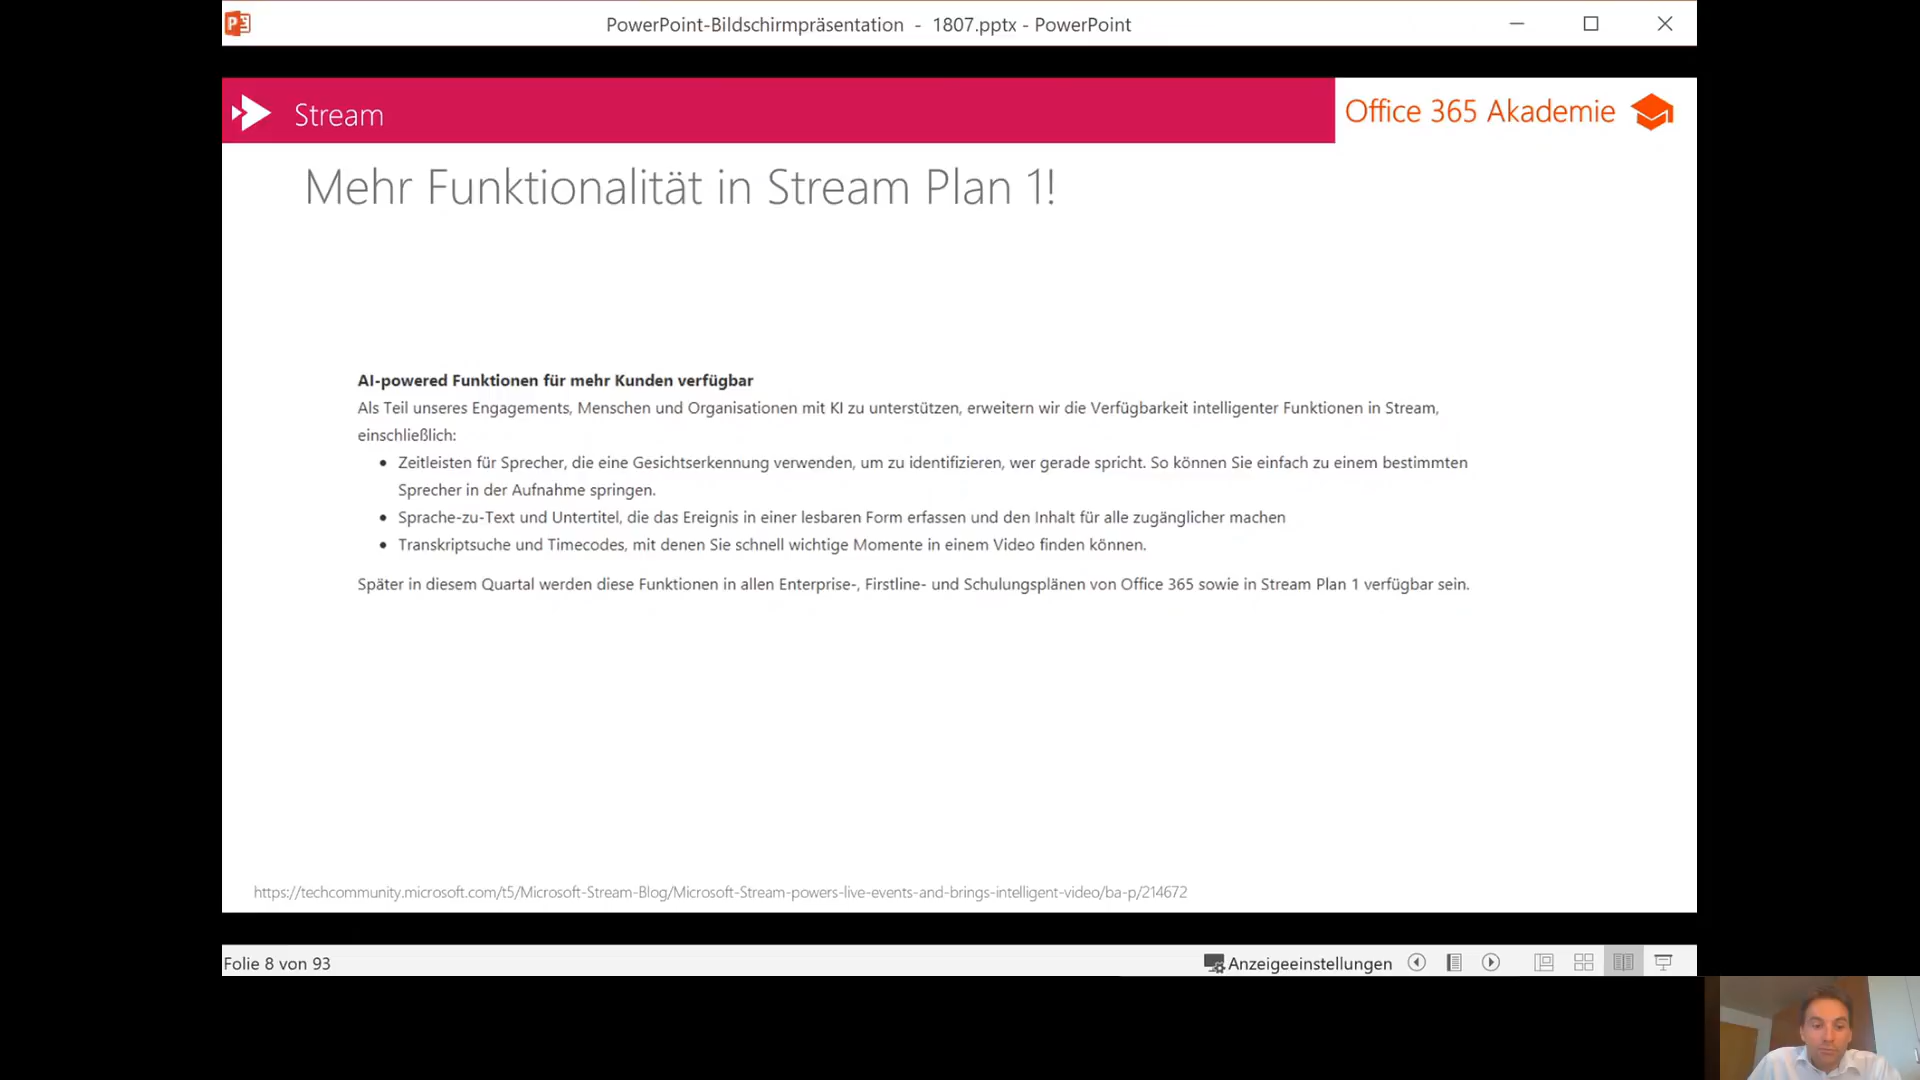 PowerPoint-Bildschirmpräsentation - 1807.pptx - PowerPoint
Stream
Office 365 Akademie
Mehr Funktionalität in Stream Plan 1!
AI-powered Funktionen für mehr Kunden verfügbar
Als Teil unseres Engagements, Menschen und Organisationen mit KI zu unterstützen, erweitern wir die Verfügbarkeit intelligenter Funktionen in Stream,
einschließlich:
• Zeitleisten für Sprecher, die eine Gesichtserkennung verwenden, um zu identifizieren, wer gerade spricht. So können Sie einfach zu einem bestimmten
Sprecher in der Aufnahme springen.
• Sprache-zu-Text und Untertitel, die das Ereignis in einer lesbaren Form erfassen und den Inhalt für alle zugänglicher machen
• Transkriptsuche und Timecodes, mit denen Sie schnell wichtige Momente in einem Video finden können.
Später in diesem Quartal werden diese Funktionen in allen Enterprise-, Firstline- und Schulungsplänen von Office 365 sowie in Stream Plan 1 verfügbar sein.
https://techcommunity.microsoft.com/t5/Microsoft-Stream-Blog/Microsoft-Stream-powers-live-events-and-brings-intelligent-video/ba-p/214672
Folie 8 von 93
Anzeigeeinstellungen